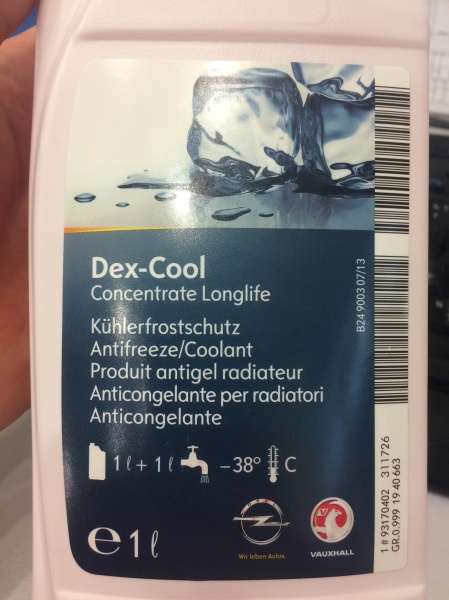 Dex-Cool
Concentrate Longlife
Kühlerfrostschutz
Antifreeze/Coolant
Produit antigel radiateur
Anticongelante per radiatori
Anticongelante
1 ℓ + 1 ℓ -38° C
℮ 1 ℓ
Wir leben Autos.
VAUXHALL
B24 9003 07/13
1 # 93170402 311726
GR.0.999 19 40 663